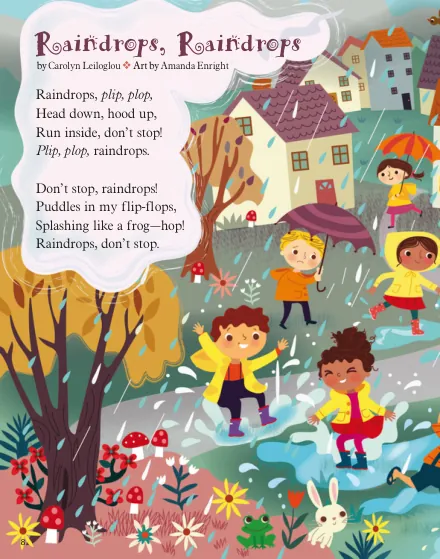 Raindrops, Raindrops
by Carolyn Leiloglou ❖ Art by Amanda Enright
Raindrops, plip, plop,
Head down, hood up,
Run inside, don't stop!
Plip, plop, raindrops.
Don't stop, raindrops!
Puddles in my flip-flops,
Splashing like a frog—hop!
Raindrops, don't stop.